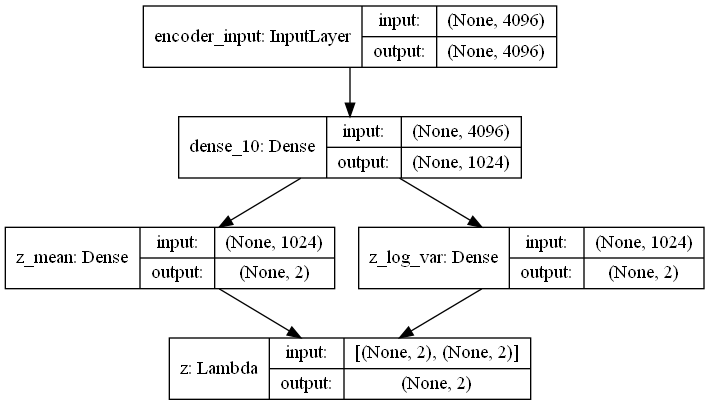 encoder_input: InputLayer
input: (None, 4096)
output: (None, 4096)
dense_10: Dense
input: (None, 4096)
output: (None, 1024)
z_mean: Dense
input: (None, 1024)
output: (None, 2)
z_log_var: Dense
input: (None, 1024)
output: (None, 2)
z: Lambda
input: [(None, 2), (None, 2)]
output: (None, 2)